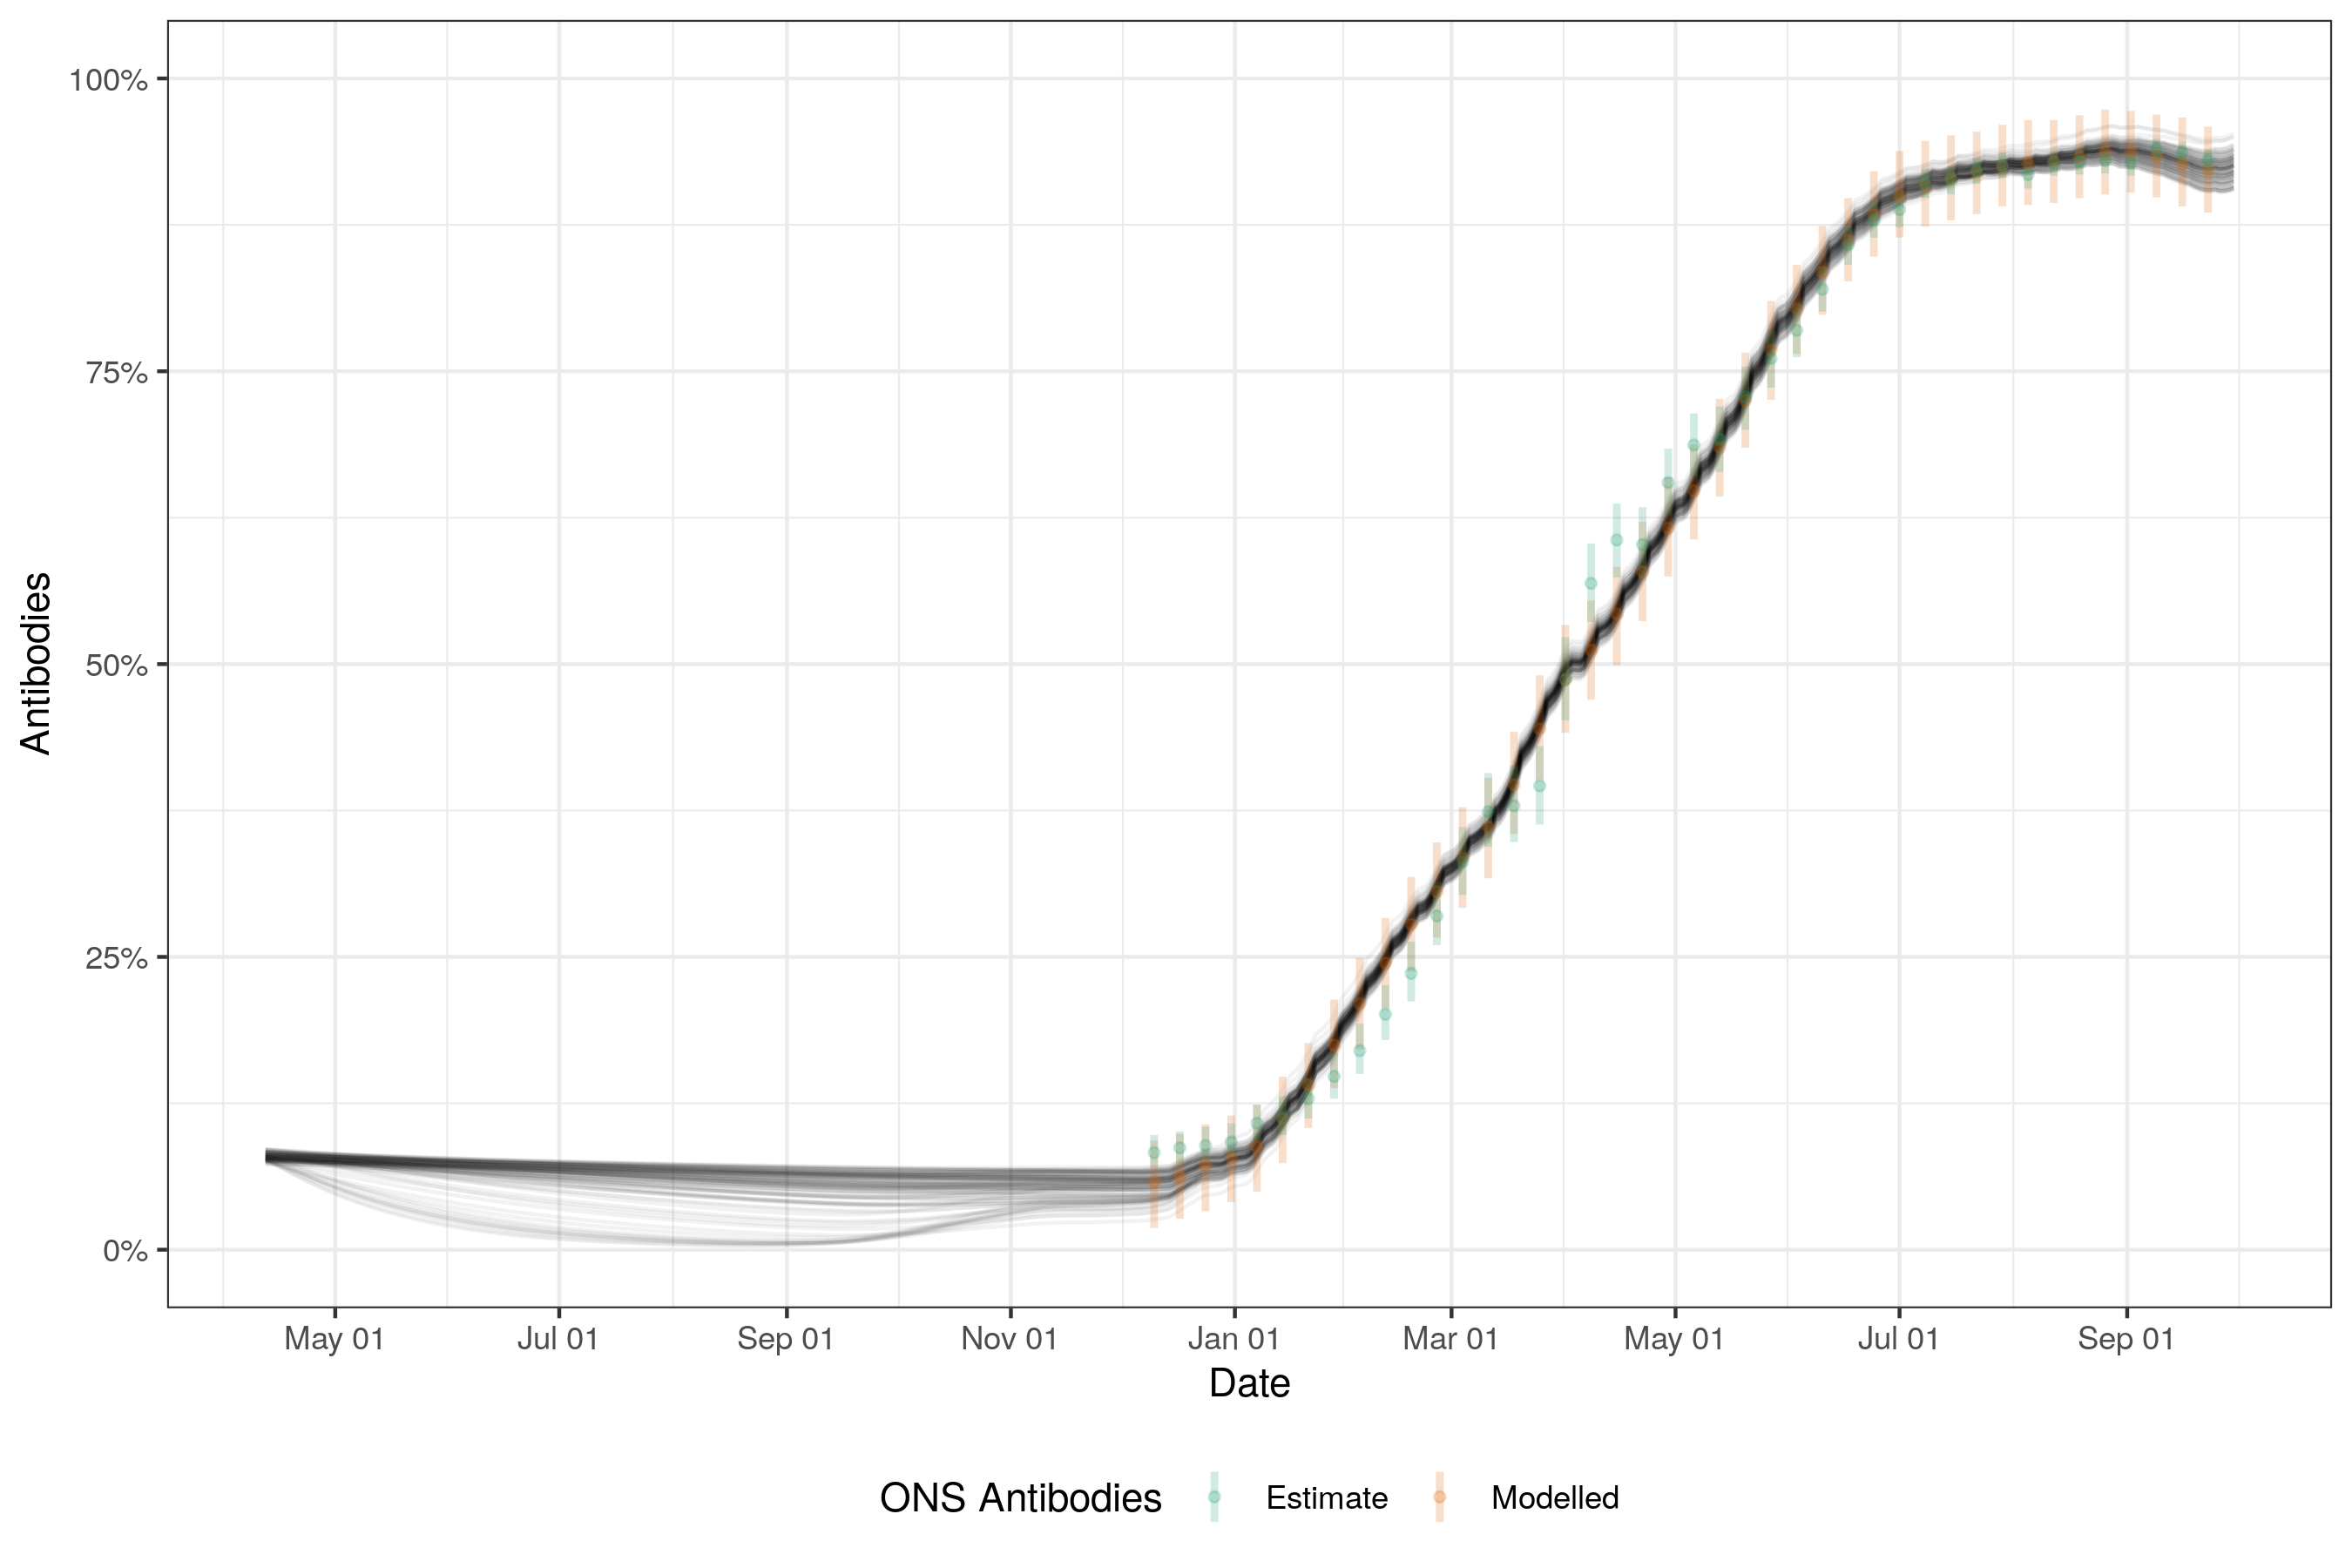 100%
75%
50%
25%
0%
Antibodies
May 01 Jul 01 Sep 01 Nov 01 Jan 01 Mar 01 May 01 Jul 01 Sep 01
Date
ONS Antibodies Estimate Modelled